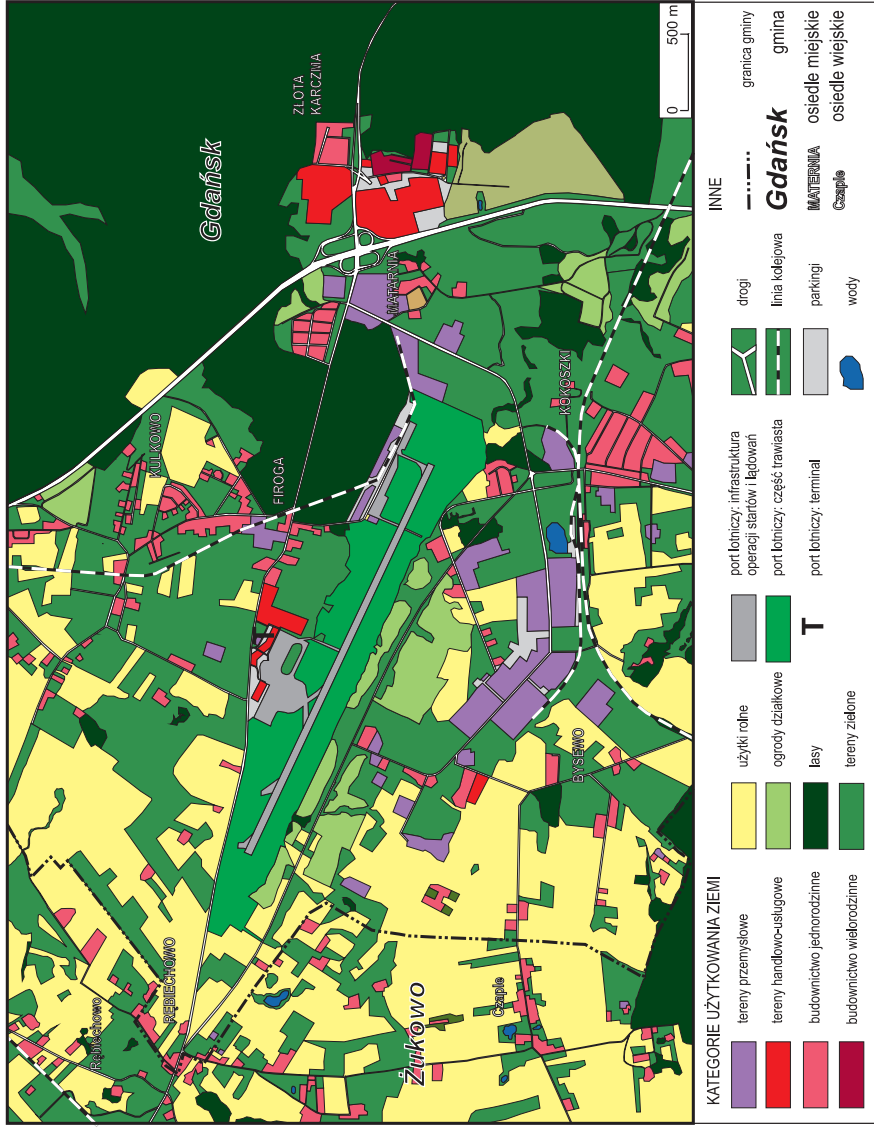 Gdańsk
ZŁOTA
KARCZMA
KULKOWO
FIROGA
MATARNIA
KOKOSZKI
BYSEWO
RĘBIECHOWO
Rębiechowo
Żukowo
Czaple
0 500 m
KATEGORIE UŻYTKOWANIA ZIEMI
tereny przemysłowe
tereny handlowo-usługowe
budownictwo jednorodzinne
budownictwo wielorodzinne
użytki rolne
ogrody działkowe
lasy
tereny zielone
port lotniczy: infrastruktura
operacji startów i lądowań
port lotniczy: część trawiasta
T port lotniczy: terminal
drogi
linia kolejowa
parkingi
wody
INNE
granica gminy
Gdańsk gmina
MATERNIA osiedle miejskie
Czaple osiedle wiejskie